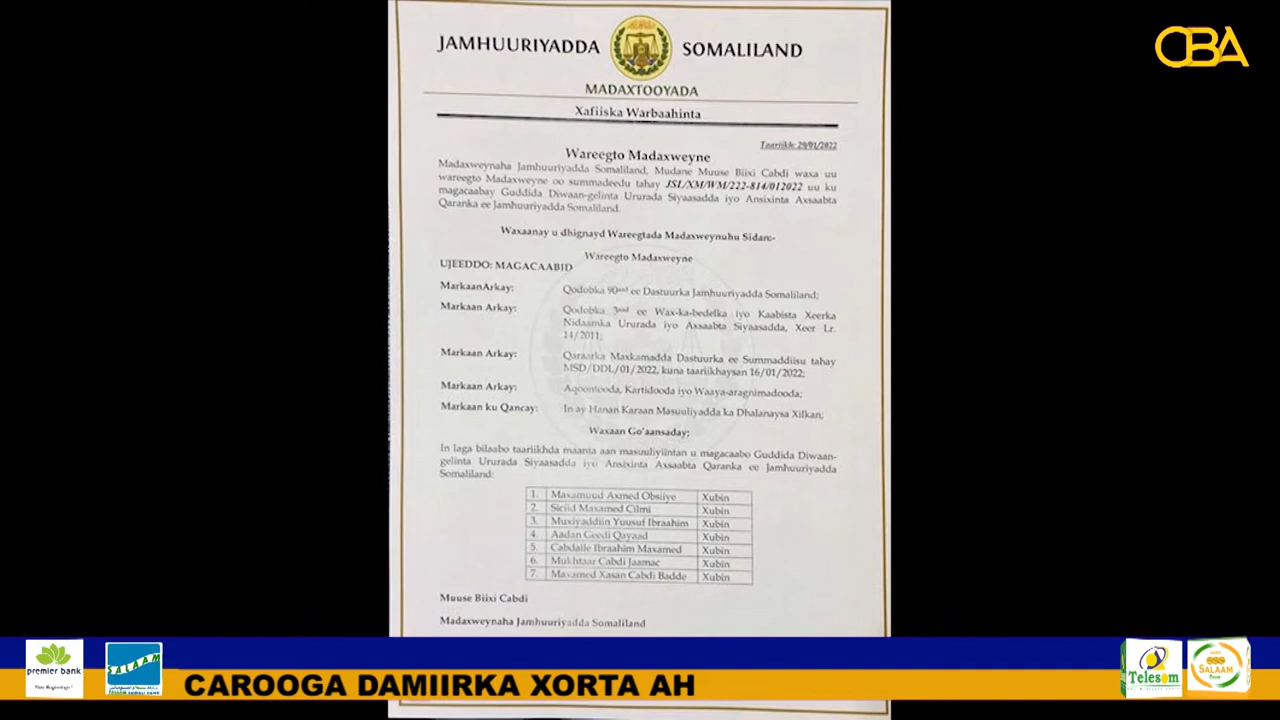 JAMHUURIYADDA SOMALILAND
MADAXTOOYADA
Xafiiska Warbaahinta
Taariikh: 29/01/2022
Wareegto Madaxweyne
Madaxweynaha Jamhuuriyadda Somaliland, Mudane Muuse Biixi Cabdi waxa uu
wareegto Madaxweyne oo summadeedu tahay JSL/XM/WM/222-814/012022 uu ku
magacaabay Guddida Diwaan-gelinta Ururada Siyaasadda iyo Ansixinta Axsaabta
Qaranka ee Jamhuuriyadda Somaliland.
Waxaanay u dhignayd Wareegtada Madaxweynuhu Sidan:-
Wareegto Madaxweyne
UJEEDDO: MAGACAABID
MarkaanArkay: Qodobka 90aad ee Dastuurka Jamhuuriyadda Somaliland;
Markaan Arkay: Qodobka 3aad ee Wax-ka-bedelka iyo Kaabista Xeerka
Nidaamka Ururada iyo Axsaabta Siyaasadda, Xeer Lr.
14/2011;
Markaan Arkay: Qaraarka Maxkamadda Dastuurka ee Summaddiisu tahay
MSD/DDL/01/2022, kuna taariikhaysan 16/01/2022;
Markaan Arkay: Aqoontooda, Kartidooda iyo Waaya-aragnimadooda;
Markaan ku Qancay: In ay Hanan Karaan Masuuliyadda ka Dhalanaysa Xilkan;
Waxaan Go'aansaday;
In laga bilaabo taariikhda maanta aan masuuliyiintan u magacaabo Guddida Diwaan-
gelinta Ururada Siyaasadda iyo Ansixinta Axsaabta Qaranka ee Jamhuuriyadda
Somaliland:
1. Maxamuud Axmed Obsiiye Xubin
2. Siciid Maxamed Cilmi Xubin
3. Muxiyaddiin Yuusuf Ibraahim Xubin
4. Aadan Geedi Qayaad Xubin
5. Cabdalle Ibraahim Maxamed Xubin
6. Mukhtaar Cabdi Jaamac Xubin
7. Maxamed Xasan Cabdi Badde Xubin
Muuse Biixi Cabdi
Madaxweynaha Jamhuuriyadda Somaliland
CBA
premier bank
New Beginnings!
SALAAM
Telesom
SALAAM
CAROOGA DAMIIRKA XORTA AH